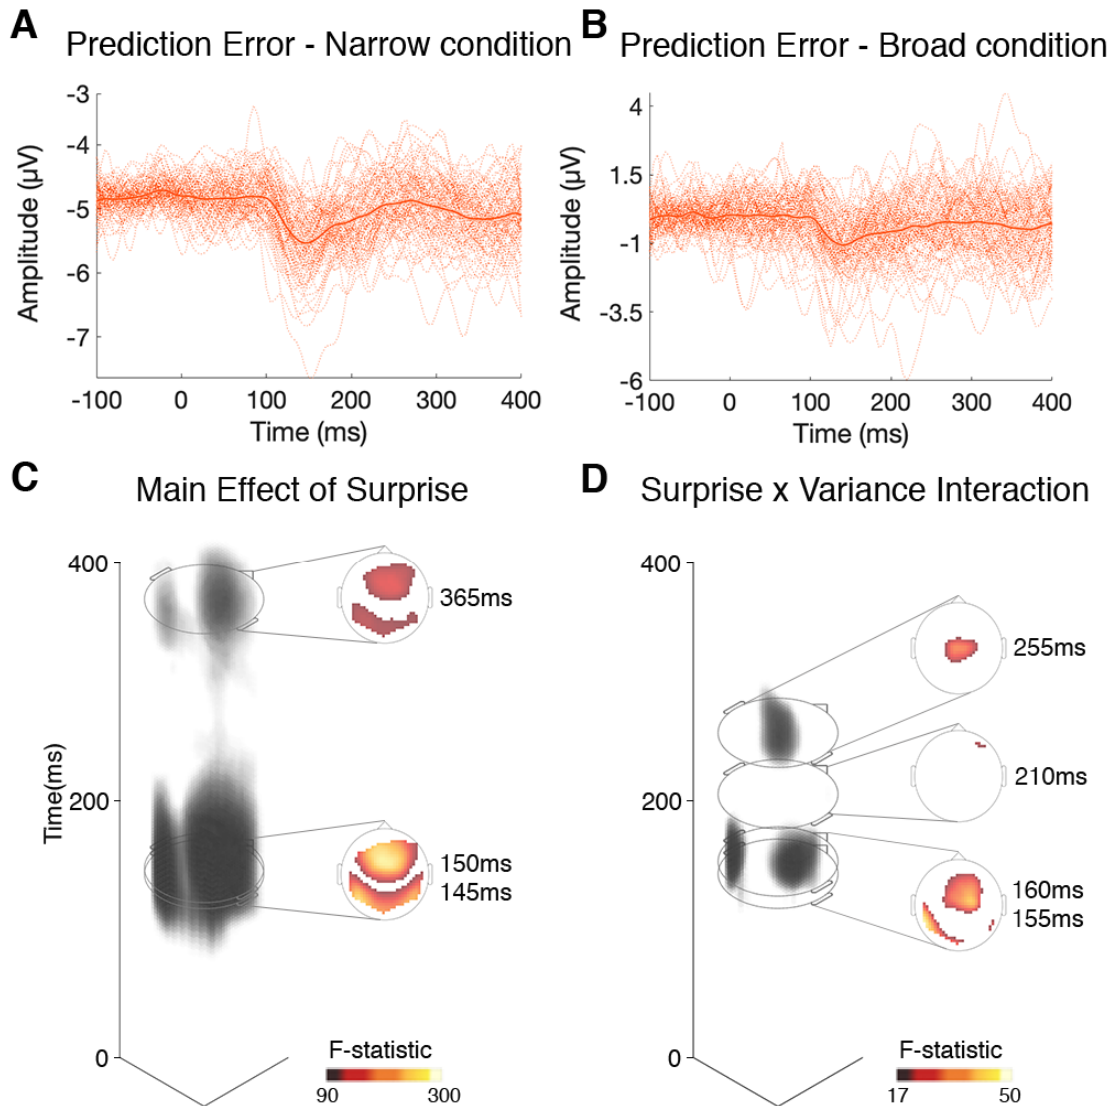 A
Prediction Error - Narrow condition
-3
-4
-5
-6
-7
Amplitude (μV)
-100
0
100
200
300
400
Time (ms)
B
Prediction Error - Broad condition
4
1.5
-1
-3.5
-6
Amplitude (μV)
-100
0
100
200
300
400
Time (ms)
C
Main Effect of Surprise
400
200
0
Time(ms)
365ms
150ms
145ms
F-statistic
90
300
D
Surprise x Variance Interaction
400
200
0
255ms
210ms
160ms
155ms
F-statistic
17
50